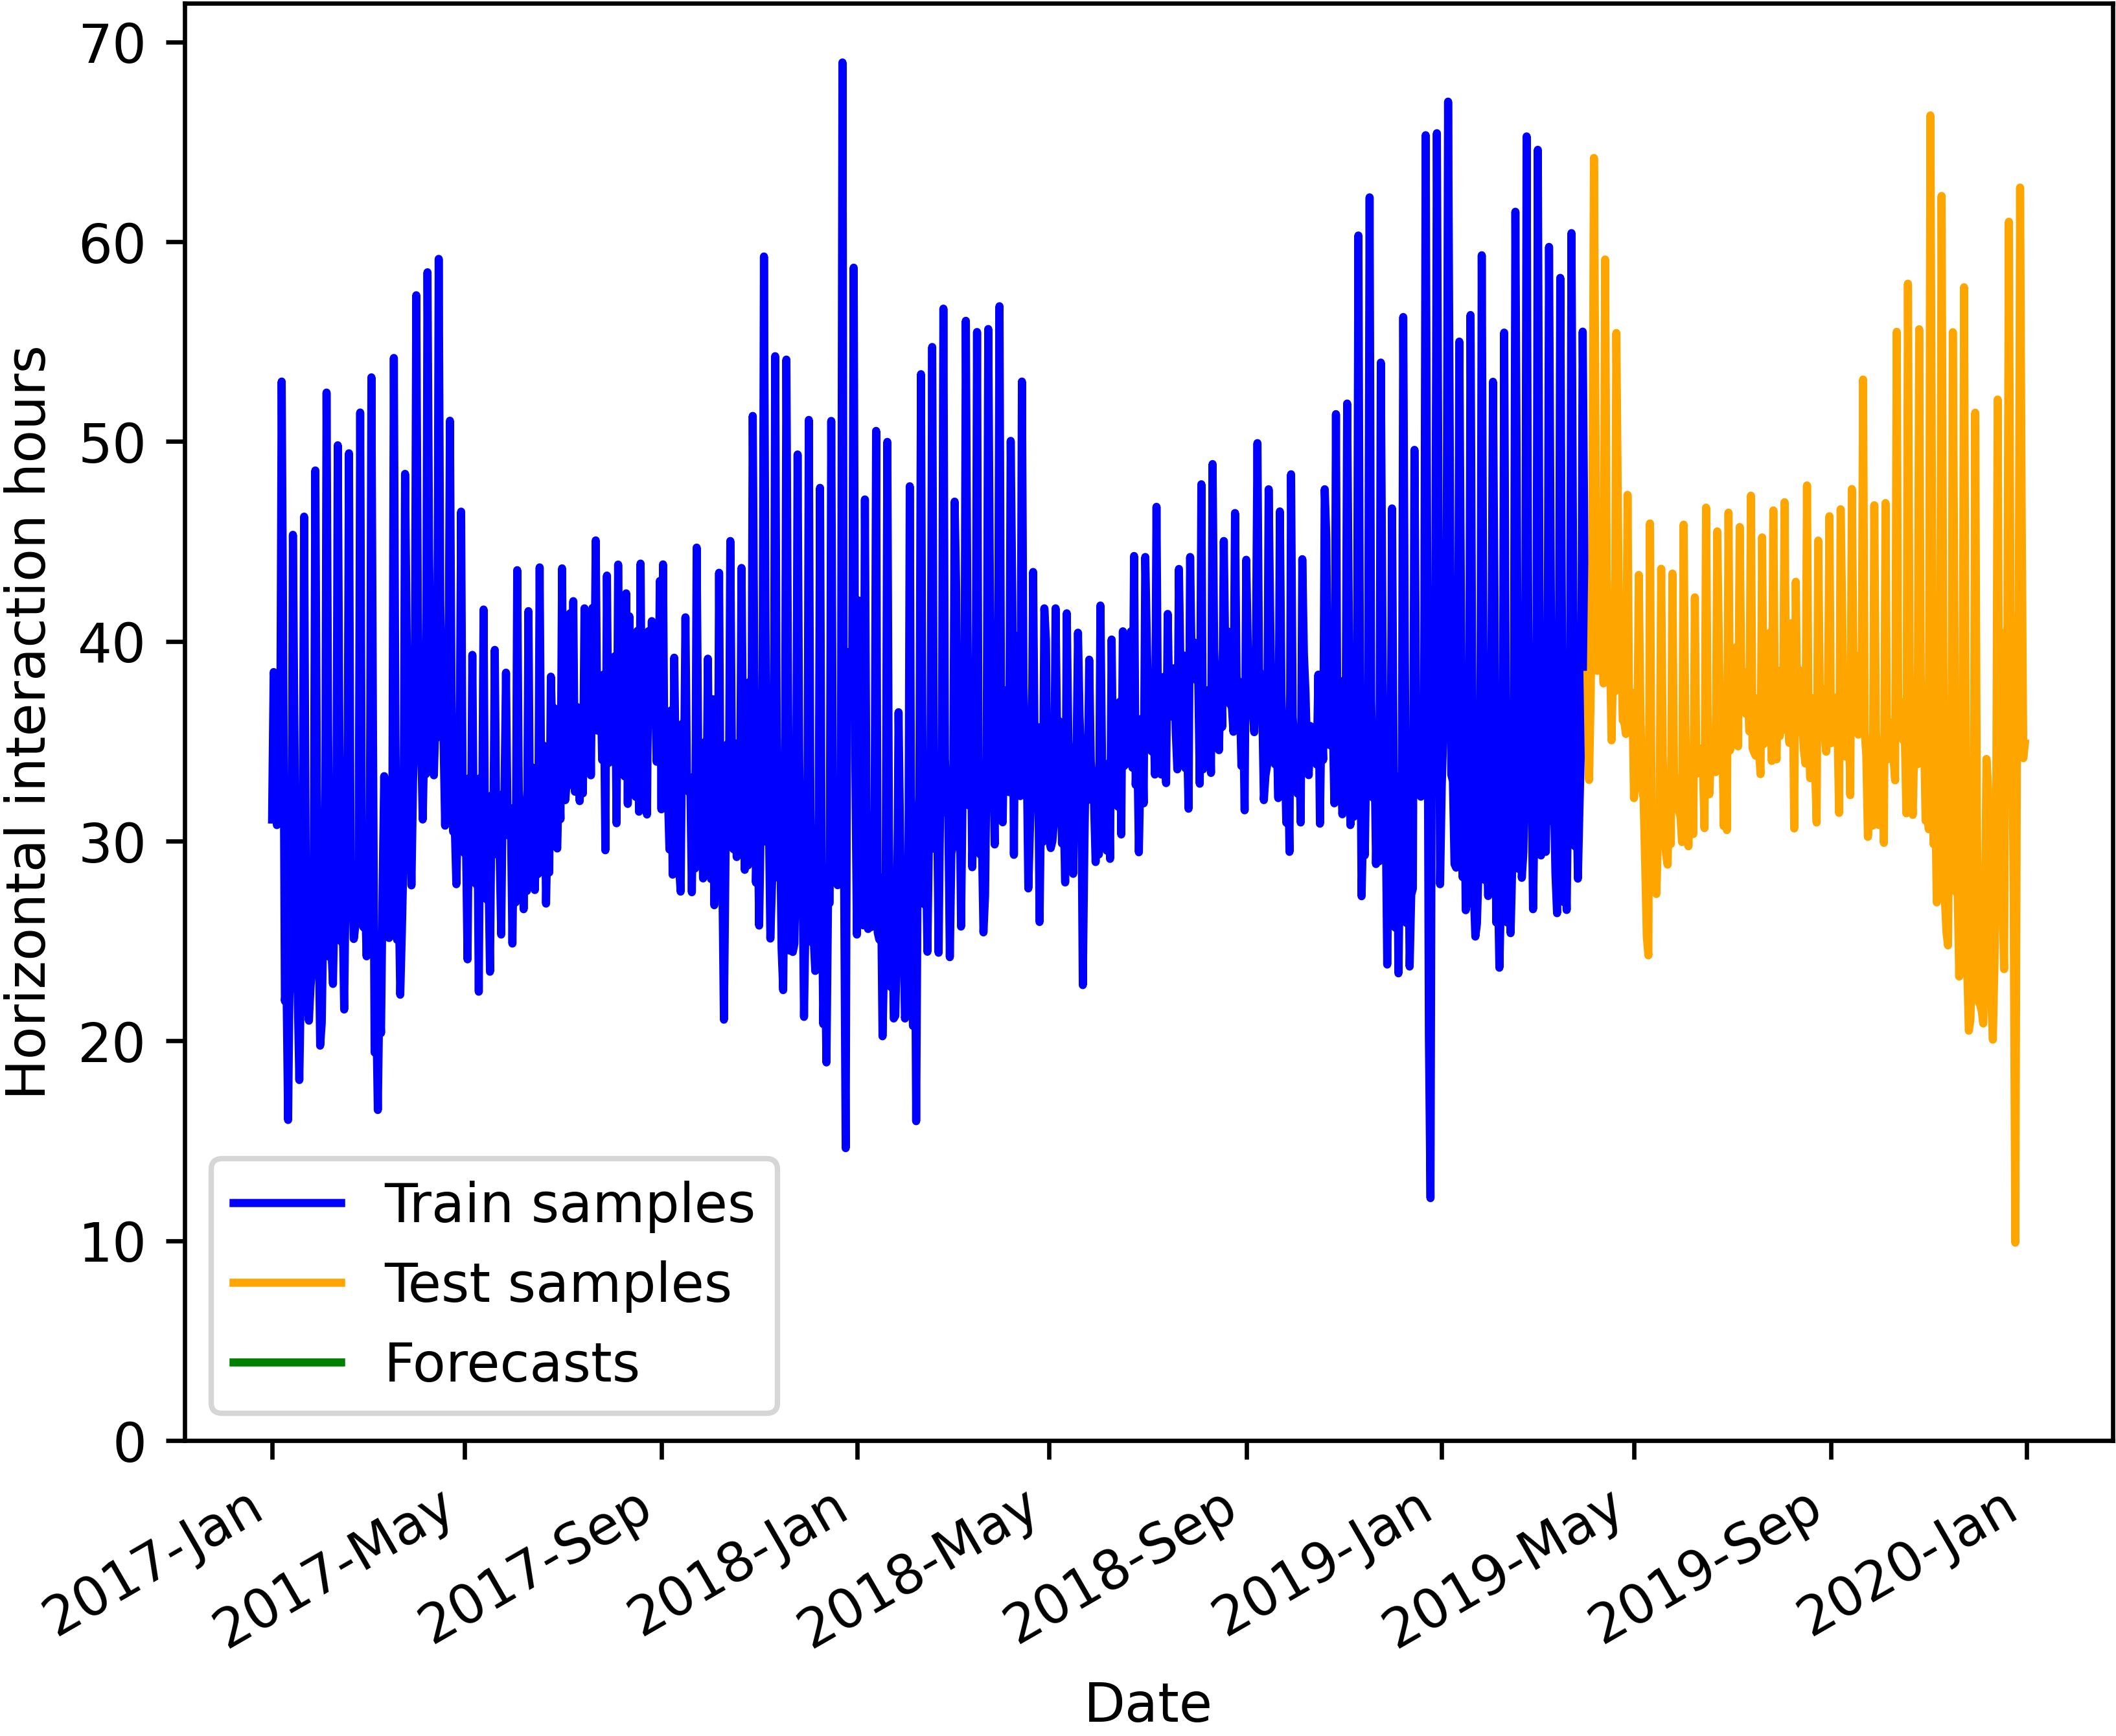 70
60
50
40
30
20
10
0
Horizontal interaction hours
Train samples
Test samples
Forecasts
2017-Jan
2017-May
2017-Sep
2018-Jan
2018-May
2018-Sep
2019-Jan
2019-May
2019-Sep
2020-Jan
Date